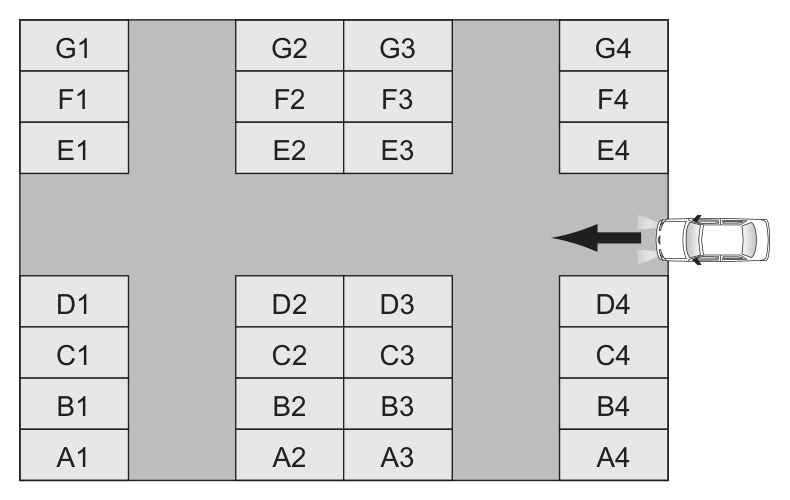 G1 G2 G3 G4
F1 F2 F3 F4
E1 E2 E3 E4
D1 D2 D3 D4
C1 C2 C3 C4
B1 B2 B3 B4
A1 A2 A3 A4